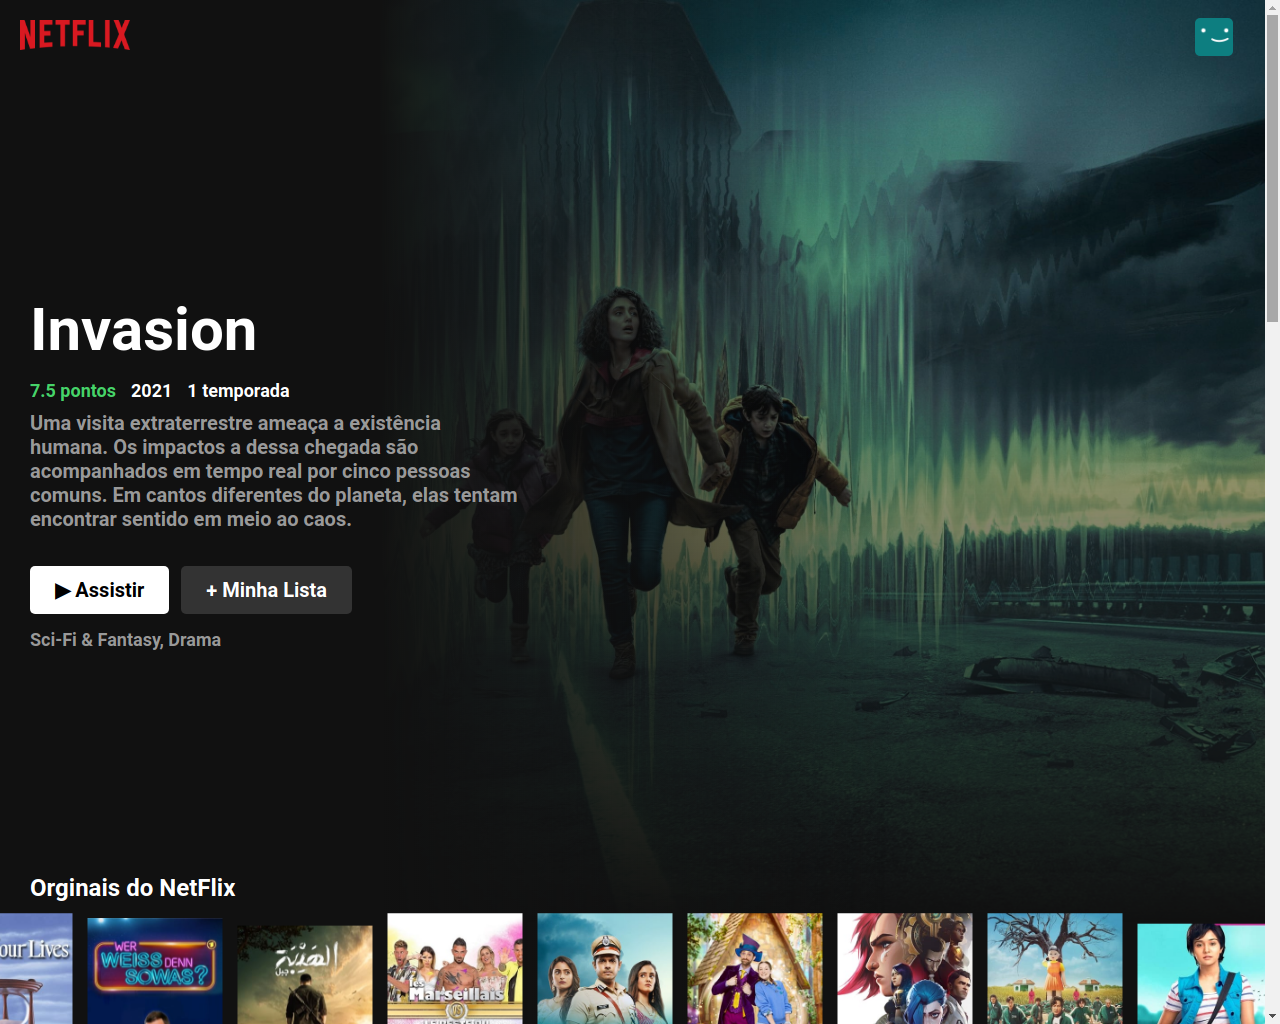 NETFLIX
Invasion
7.5 pontos 2021 1 temporada
Uma visita extraterrestre ameaça a existência
humana. Os impactos a dessa chegada são
acompanhados em tempo real por cinco pessoas
comuns. Em cantos diferentes do planeta, elas tentam
encontrar sentido em meio ao caos.
▶ Assistir + Minha Lista
Sci-Fi & Fantasy, Drama
Orginais do NetFlix
our Lives
WER
WEISS DENN
SOWAS?
الهيبة
جبل
les
Marseillais